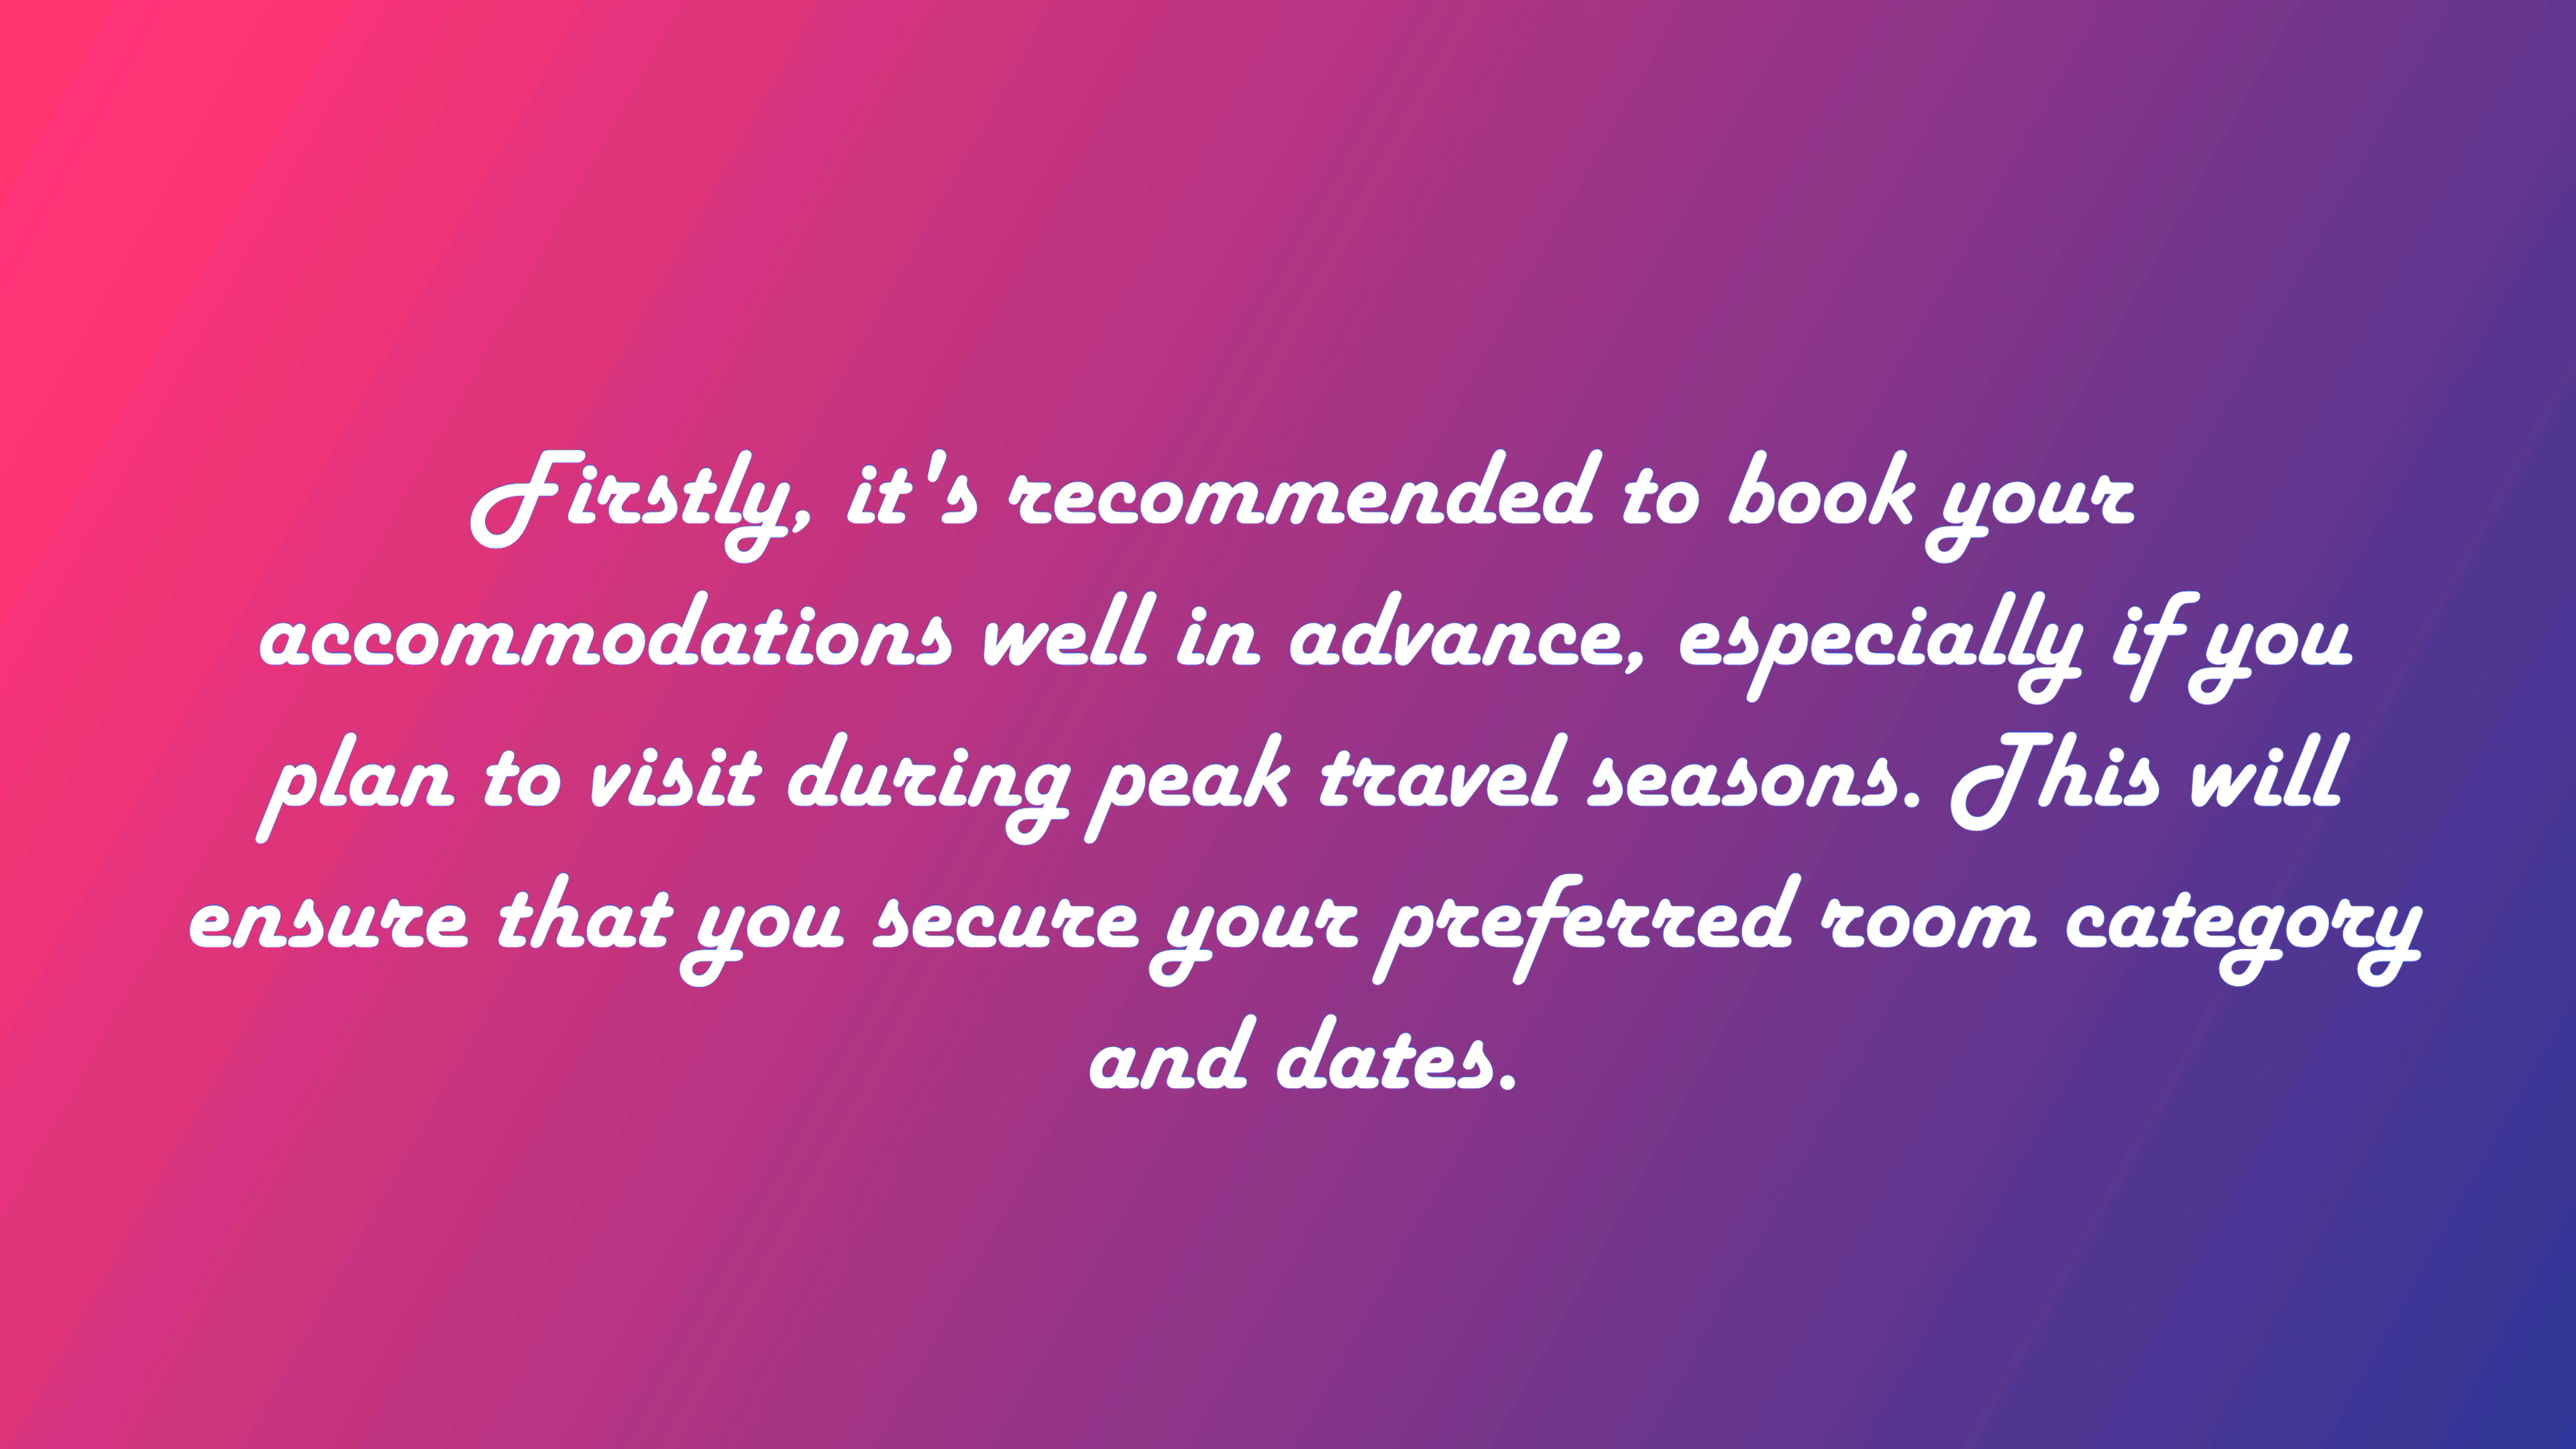 Firstly, it's recommended to book your
accommodations well in advance, especially if you
plan to visit during peak travel seasons. This will
ensure that you secure your preferred room category
and dates.